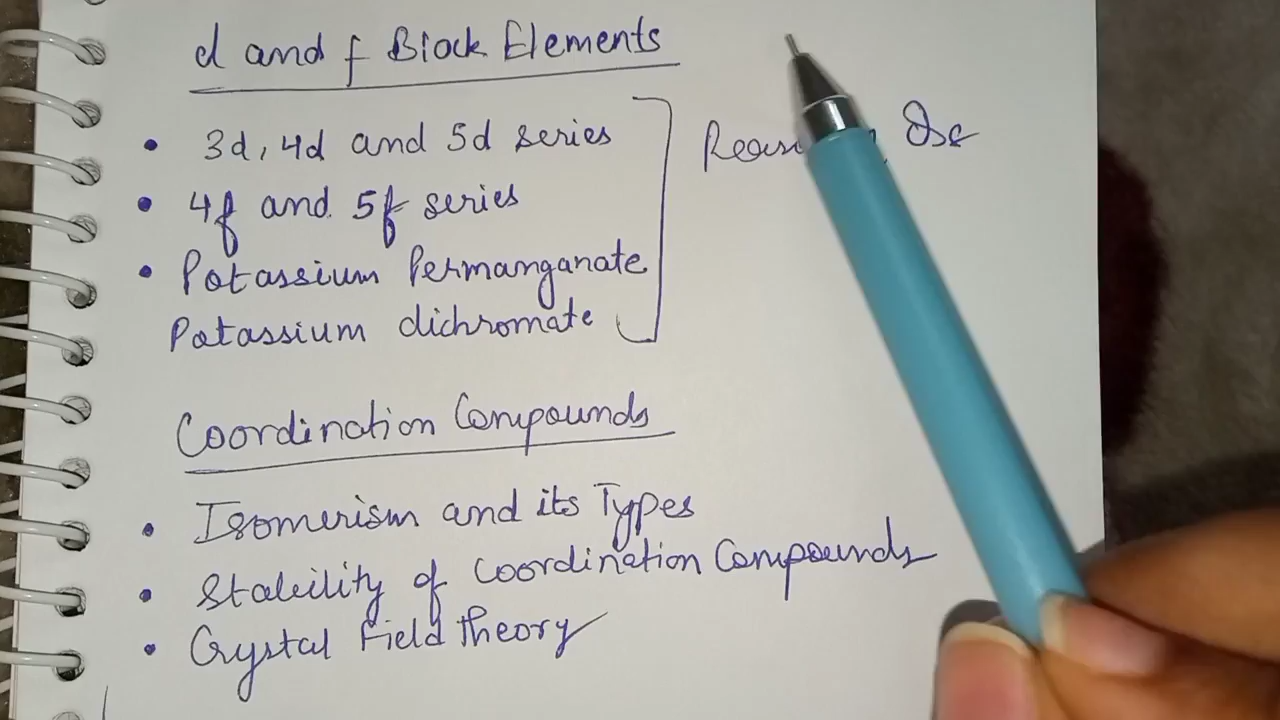 d and f Block Elements
• 3d, 4d and 5d series
• 4f and 5f series
• Potassium Permanganate
Potassium dichromate
Coordination Compounds
• Isomerism and its Types
• Stability of Coordination Compounds
• Crystal Field Theory